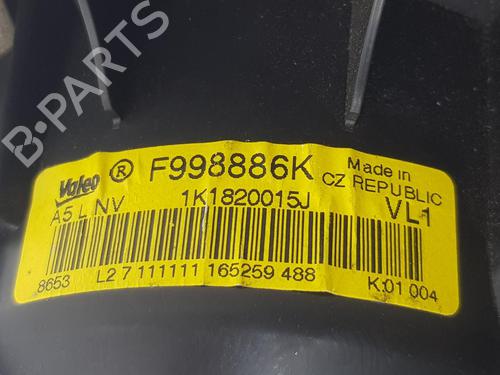 B-PARTS
Valeo ® F998886K Made in
CZ REPUBLIC
A5 L NV 1K1820015J VL1
8653 L2 7 111111 165259 488 K:01 004